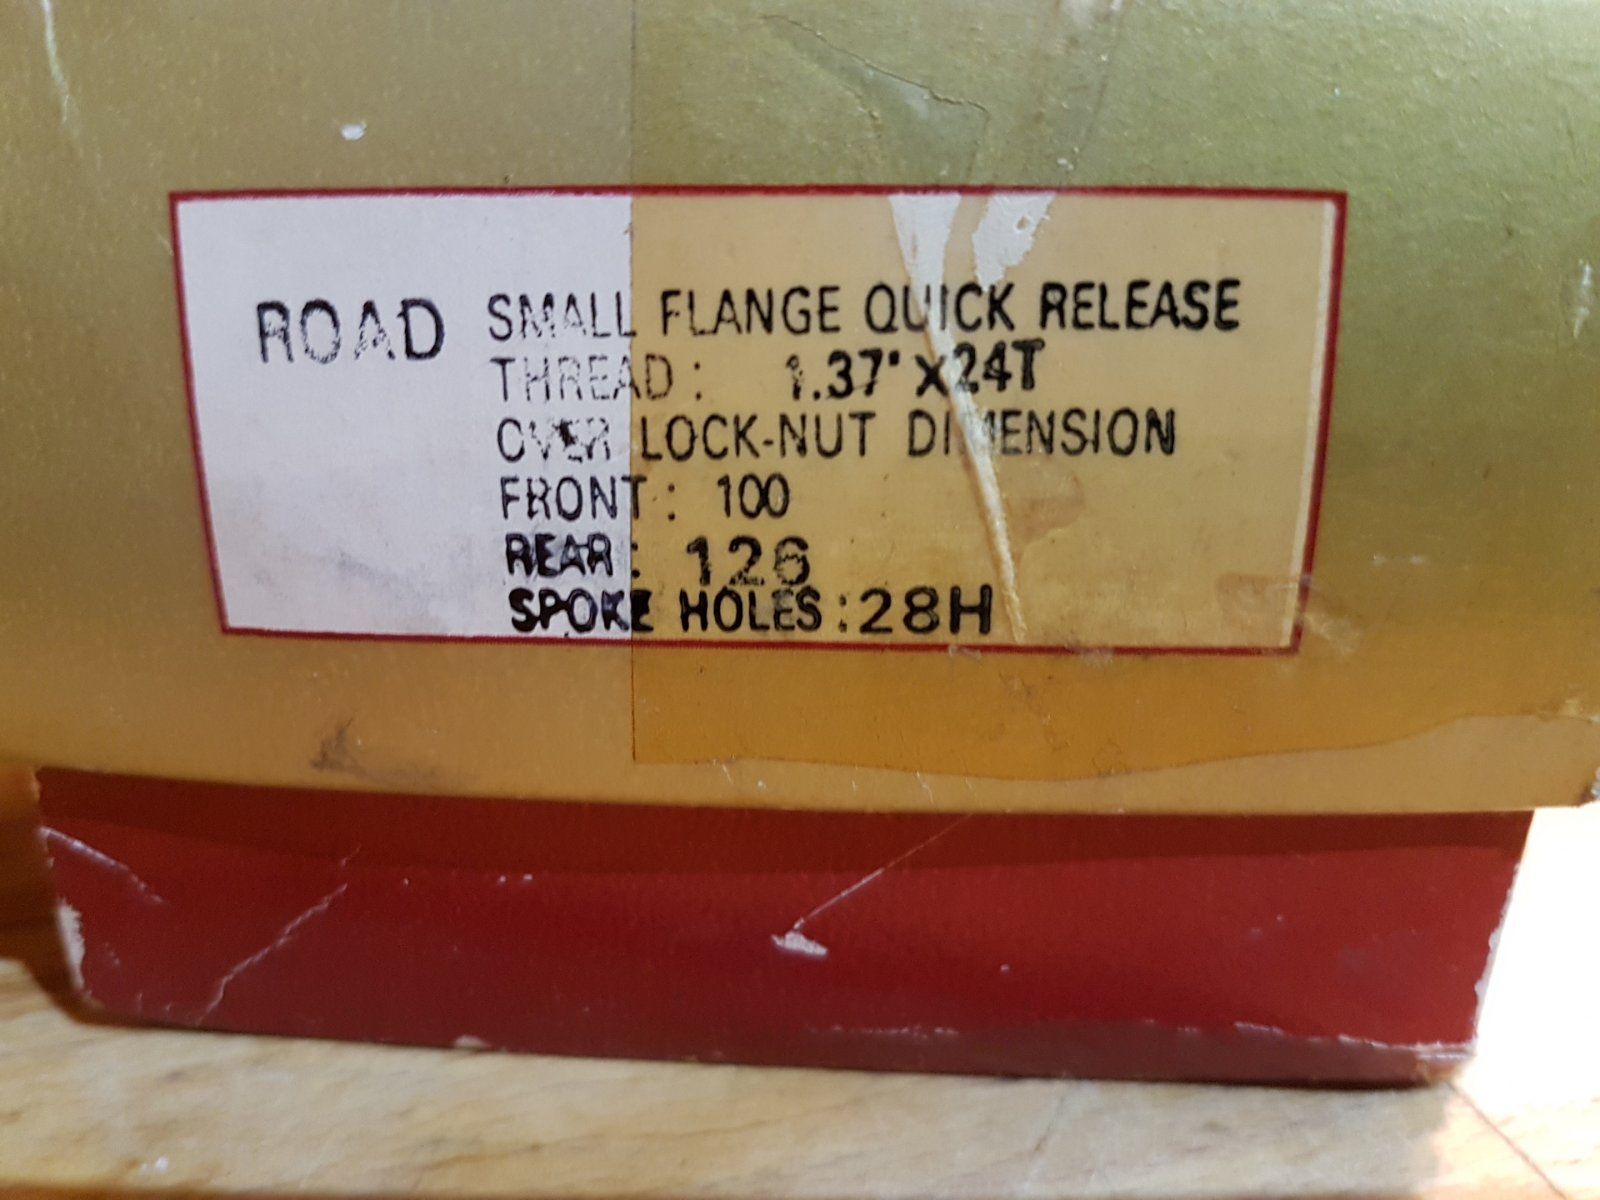 ROAD SMALL FLANGE QUICK RELEASE
THREAD : 1.37" X 24T
OVER LOCK-NUT DIMENSION
FRONT : 100
REAR : 126
SPOKE HOLES : 28H